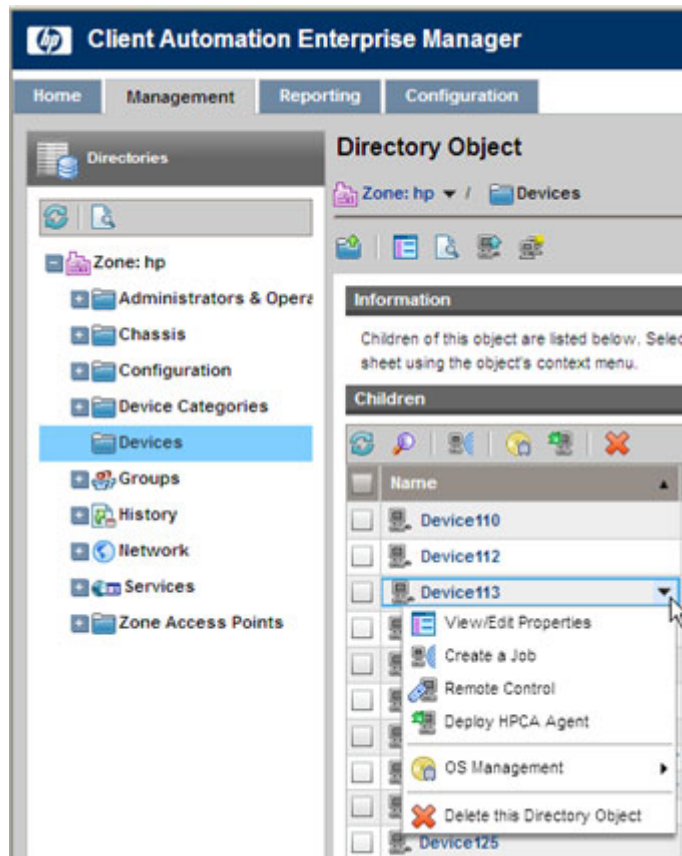 hp Client Automation Enterprise Manager
Home Management Reporting Configuration
Directories
Zone: hp
Administrators & Opera
Chassis
Configuration
Device Categories
Devices
Groups
History
Network
Services
Zone Access Points
Directory Object
Zone: hp / Devices
Information
Children of this object are listed below. Selec
sheet using the object's context menu.
Children
Name
Device110
Device112
Device113
View/Edit Properties
Create a Job
Remote Control
Deploy HPCA Agent
OS Management
Delete this Directory Object
Device125